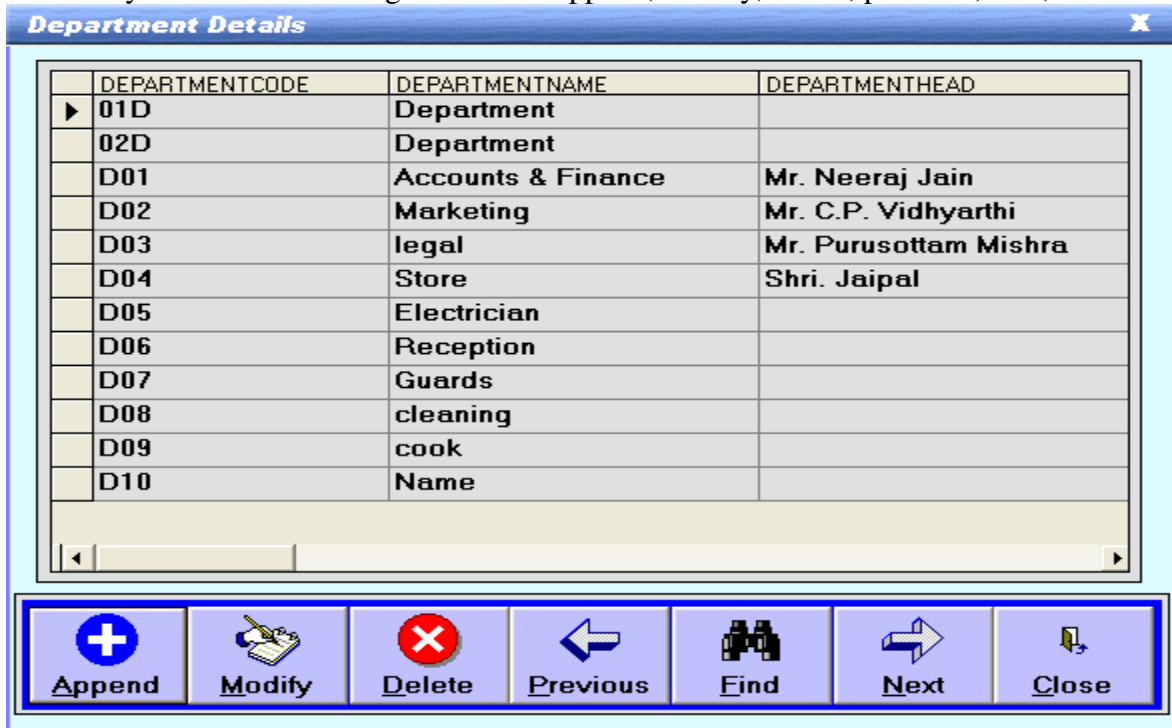 Department Details X
DEPARTMENTCODE DEPARTMENTNAME DEPARTMENTHEAD
01D Department
02D Department
D01 Accounts & Finance Mr. Neeraj Jain
D02 Marketing Mr. C.P. Vidhyarthi
D03 legal Mr. Purusottam Mishra
D04 Store Shri. Jaipal
D05 Electrician
D06 Reception
D07 Guards
D08 cleaning
D09 cook
D10 Name
Append Modify Delete Previous Find Next Close